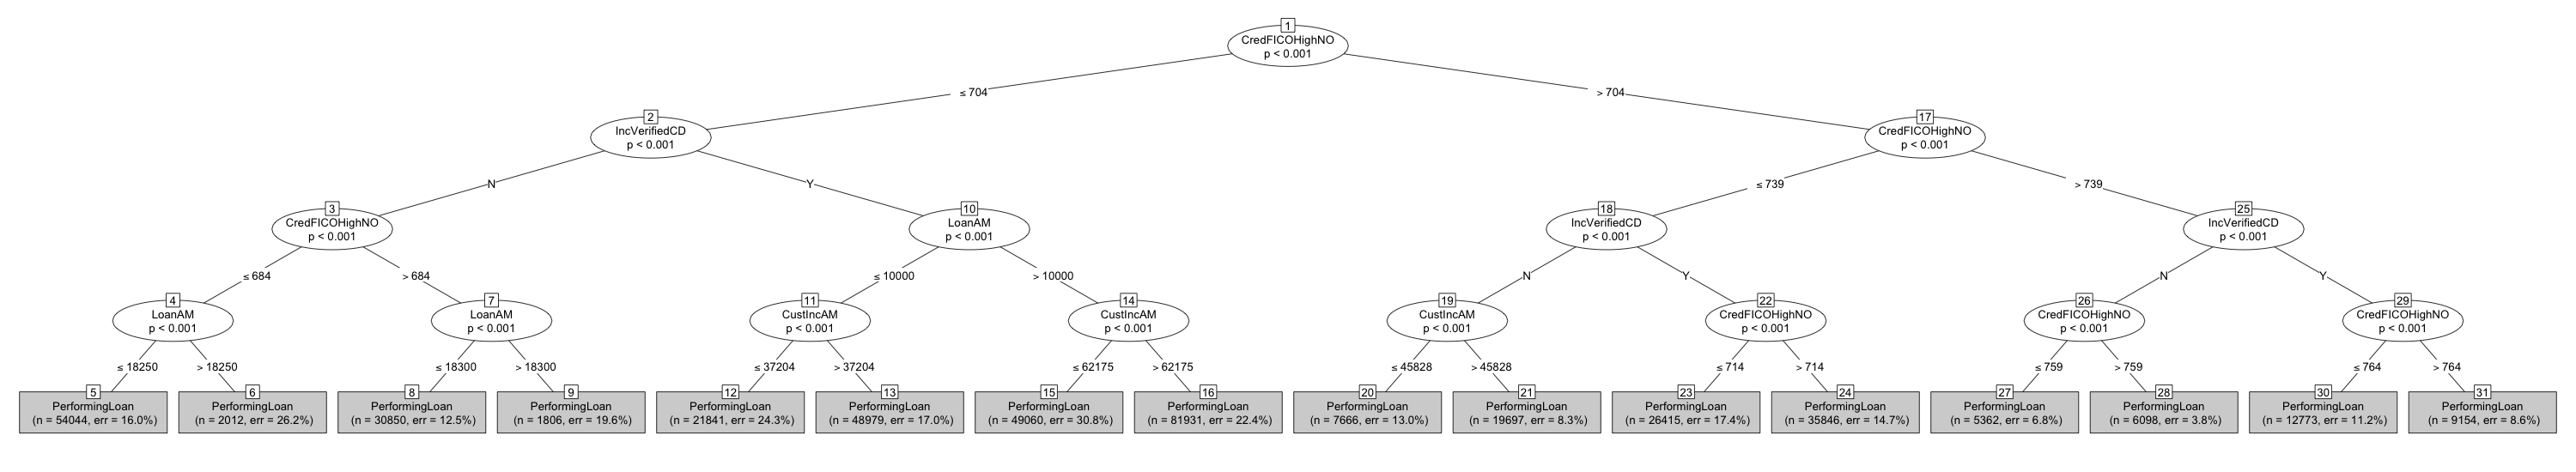 1
CredFICOHighNO
p < 0.001
≤ 704
> 704
2
IncVerifiedCD
p < 0.001
17
CredFICOHighNO
p < 0.001
N
Y
≤ 739
> 739
3
CredFICOHighNO
p < 0.001
10
LoanAM
p < 0.001
18
IncVerifiedCD
p < 0.001
25
IncVerifiedCD
p < 0.001
≤ 684
> 684
≤ 10000
> 10000
N
Y
N
Y
4
LoanAM
p < 0.001
7
LoanAM
p < 0.001
11
CustIncAM
p < 0.001
14
CustIncAM
p < 0.001
19
CustIncAM
p < 0.001
22
CredFICOHighNO
p < 0.001
26
CredFICOHighNO
p < 0.001
29
CredFICOHighNO
p < 0.001
≤ 18250
> 18250
≤ 18300
> 18300
≤ 37204
> 37204
≤ 62175
> 62175
≤ 45828
> 45828
≤ 714
> 714
≤ 759
> 759
≤ 764
> 764
5
PerformingLoan
(n = 54044, err = 16.0%)
6
PerformingLoan
(n = 2012, err = 26.2%)
8
PerformingLoan
(n = 30850, err = 12.5%)
9
PerformingLoan
(n = 1806, err = 19.6%)
12
PerformingLoan
(n = 21841, err = 24.3%)
13
PerformingLoan
(n = 48979, err = 17.0%)
15
PerformingLoan
(n = 49060, err = 30.8%)
16
PerformingLoan
(n = 81931, err = 22.4%)
20
PerformingLoan
(n = 7666, err = 13.0%)
21
PerformingLoan
(n = 19697, err = 8.3%)
23
PerformingLoan
(n = 26415, err = 17.4%)
24
PerformingLoan
(n = 35846, err = 14.7%)
27
PerformingLoan
(n = 5362, err = 6.8%)
28
PerformingLoan
(n = 6098, err = 3.8%)
30
PerformingLoan
(n = 12773, err = 11.2%)
31
PerformingLoan
(n = 9154, err = 8.6%)